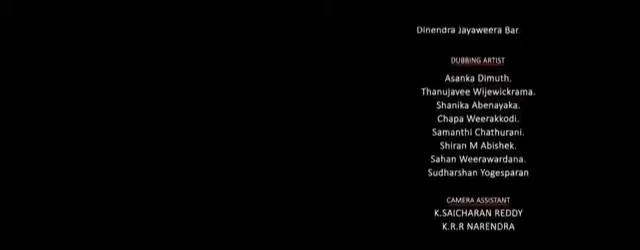 Dinendra Jayaweera Bar
DUBBING ARTIST
Asanka Dimuth.
Thanujavee Wijewickrama.
Shanika Abenayaka.
Chapa Weerakkodi.
Samanthi Chathurani.
Shiran M Abishek.
Sahan Weerawardana.
Sudharshan Yogesparan
CAMERA ASSISTANT
K.SAICHARAN REDDY
K.R.R NARENDRA